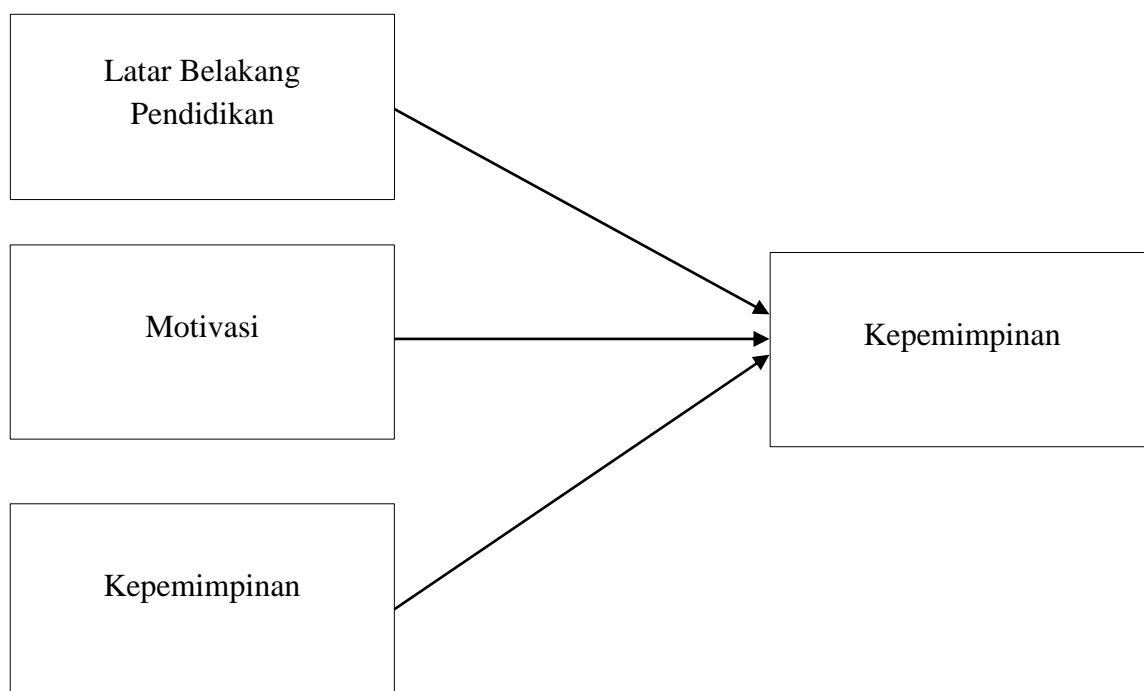 Latar Belakang
Pendidikan
Motivasi
Kepemimpinan
Kepemimpinan